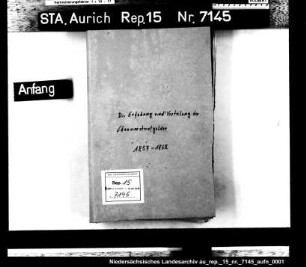 STA. Aurich Rep. 15 Nr. 7145
Anfang
Die Erhebung und Verteilung der
1857-1868
Rep. 15
7145
Niedersächsisches Landesarchiv au_rep._15_nr._7145_aufn_0001